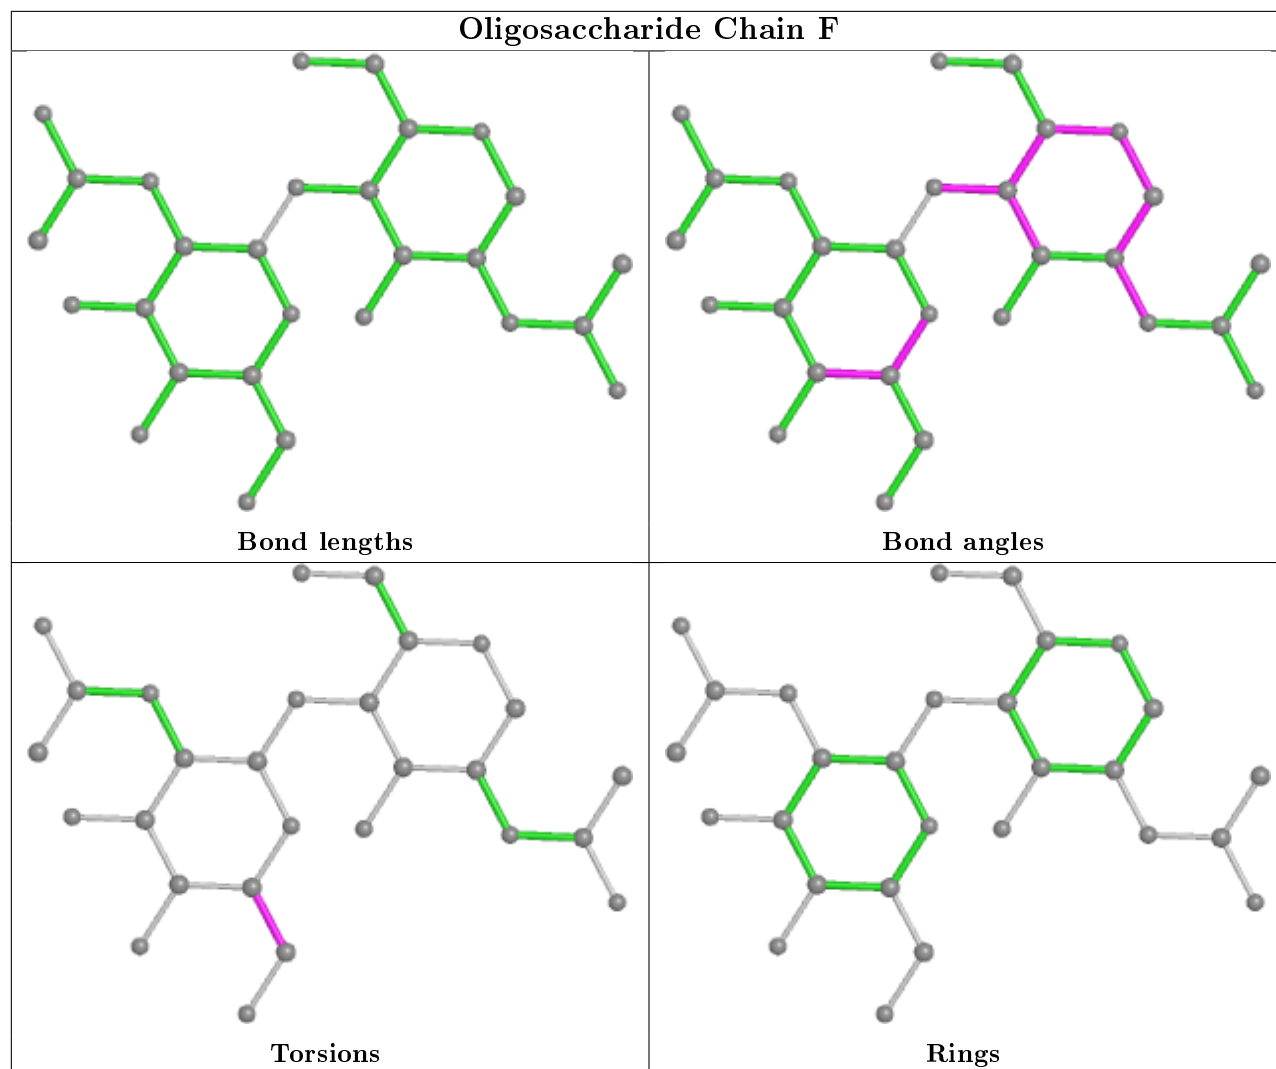 Oligosaccharide Chain F
Bond lengths
Bond angles
Torsions
Rings